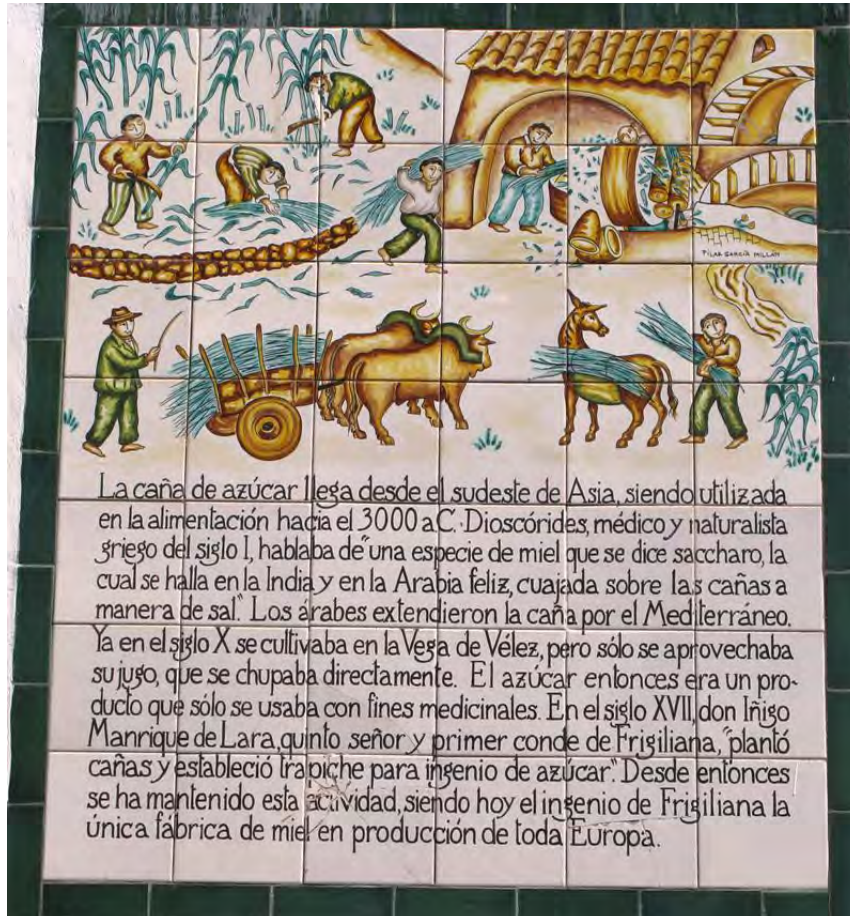 PILAR GARCÍA MILLÁN
La caña de azúcar llega desde el sudeste de Asia, siendo utilizada
en la alimentación hacia el 3000 a C. Dioscórides, médico y naturalista
griego del siglo I, hablaba de "una especie de miel que se dice saccharo, la
cual se halla en la India y en la Arabia feliz, cuajada sobre las cañas a
manera de sal". Los árabes extendieron la caña por el Mediterráneo.
Ya en el siglo X se cultivaba en la Vega de Vélez, pero sólo se aprovechaba
su jugo, que se chupaba directamente. El azúcar entonces era un pro-
ducto que sólo se usaba con fines medicinales. En el siglo XVII, don Iñigo
Manrique de Lara, quinto señor y primer conde de Frigiliana, "plantó
cañas y estableció trapiche para ingenio de azúcar." Desde entonces
se ha mantenido esta actividad, siendo hoy el ingenio de Frigiliana la
única fábrica de miel en producción de toda Europa.